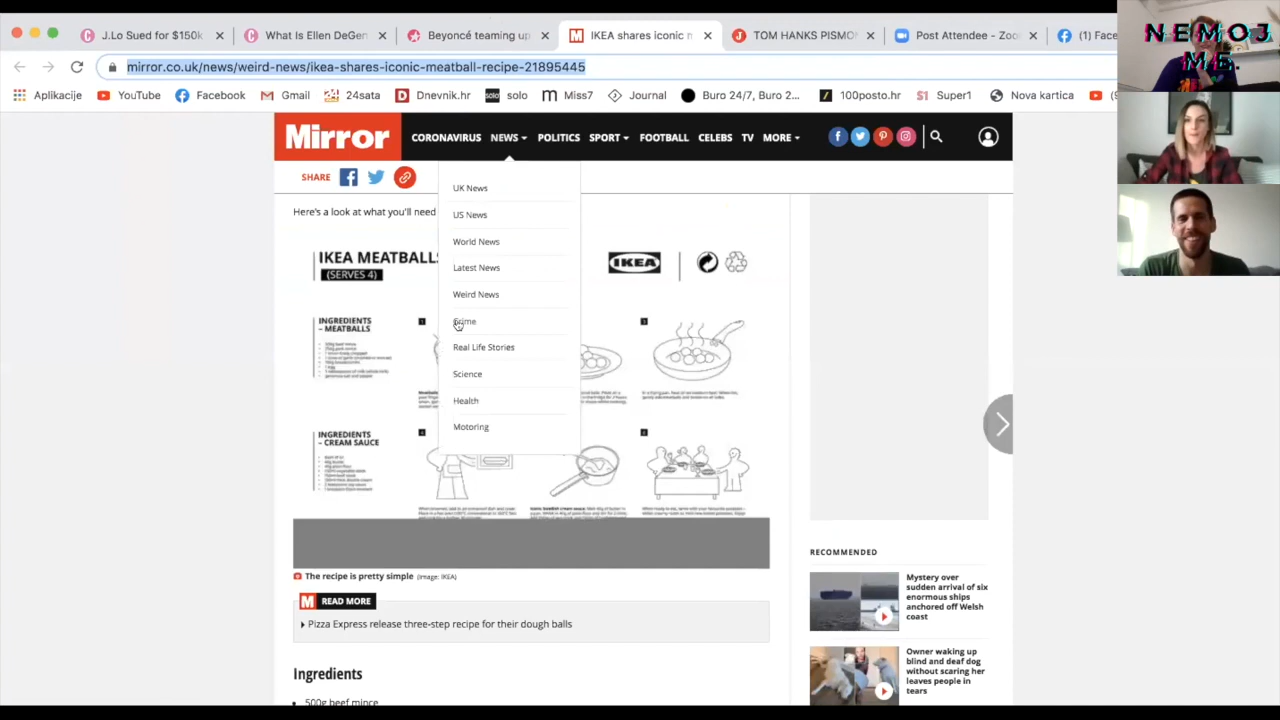 J.Lo Sued for $150k
What Is Ellen DeGen
Beyoncé teaming up
IKEA shares iconic m
TOM HANKS PISMON
Post Attendee - Zoo
(1) Face
NEMOJ
ME.
mirror.co.uk/news/weird-news/ikea-shares-iconic-meatball-recipe-21895445
Aplikacije
YouTube
Facebook
Gmail
24sata
Dnevnik.hr
solo
Miss7
Journal
Buro 24/7, Buro 2...
100posto.hr
Super1
Nova kartica
Mirror
CORONAVIRUS
NEWS
POLITICS
SPORT
FOOTBALL
CELEBS
TV
MORE
SHARE
UK News
US News
World News
Latest News
Weird News
Crime
Real Life Stories
Science
Health
Motoring
Here's a look at what you'll need
IKEA MEATBALLS
(SERVES 4)
IKEA
INGREDIENTS
– MEATBALLS
INGREDIENTS
– CREAM SAUCE
The recipe is pretty simple (Image: IKEA)
M READ MORE
Pizza Express release three-step recipe for their dough balls
Ingredients
500g beef mince
RECOMMENDED
Mystery over
sudden arrival of six
enormous ships
anchored off Welsh
coast
Owner waking up
blind and deaf dog
without scaring her
leaves people in
tears